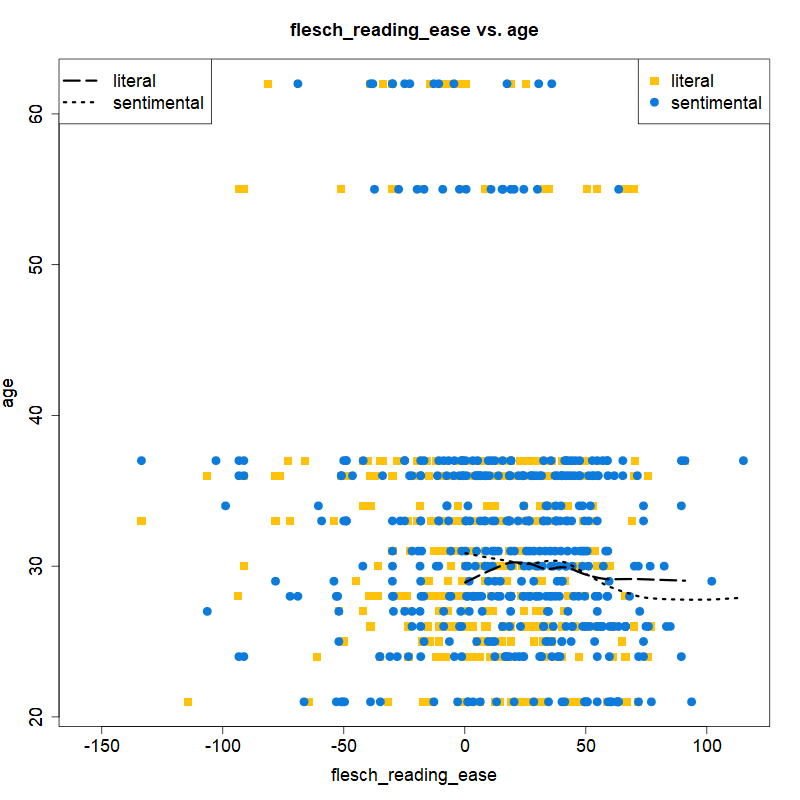 flesch_reading_ease vs. age
literal
sentimental
literal
sentimental
60
50
40
30
20
age
-150
-100
-50
0
50
100
flesch_reading_ease